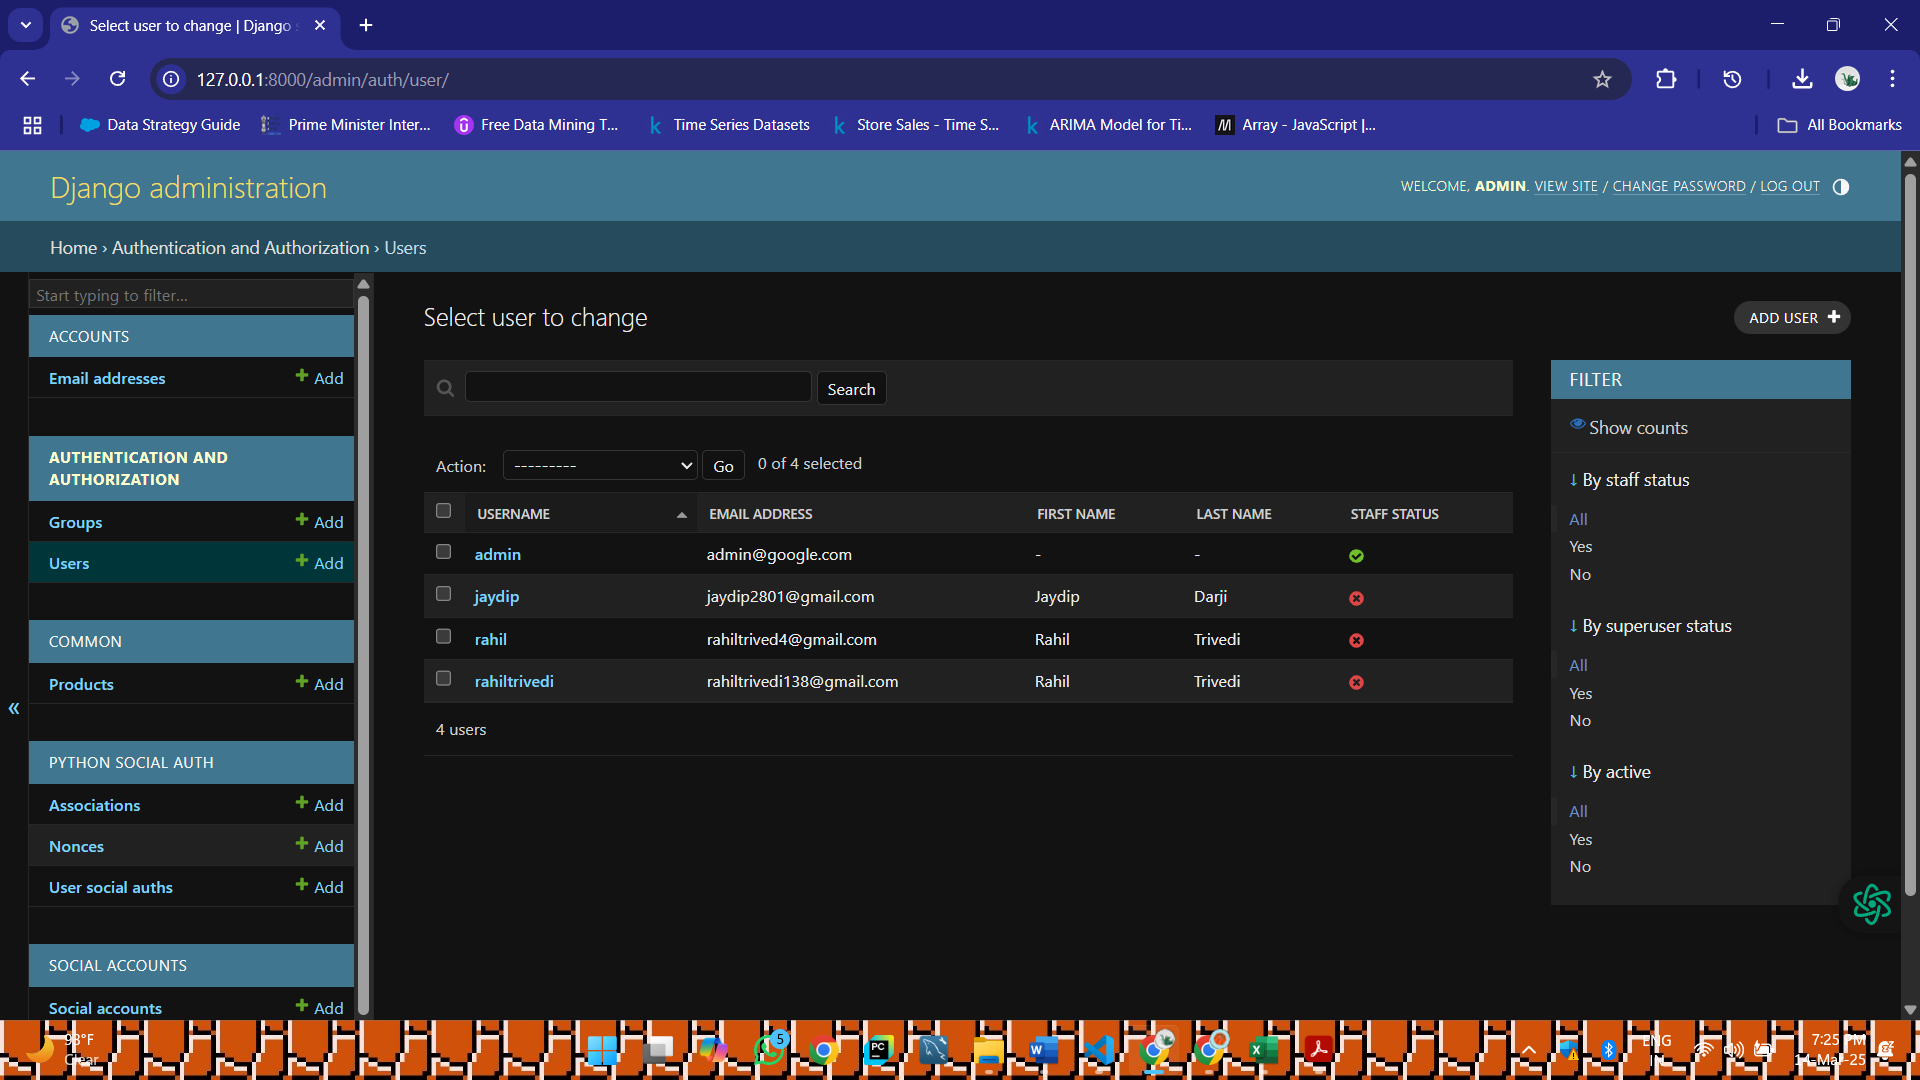 Select user to change | Django s
127.0.0.1:8000/admin/auth/user/
Data Strategy Guide
Prime Minister Inter...
Free Data Mining T...
Time Series Datasets
Store Sales - Time S...
ARIMA Model for Ti...
Array - JavaScript |...
All Bookmarks
Django administration
WELCOME, ADMIN. VIEW SITE / CHANGE PASSWORD / LOG OUT
Home › Authentication and Authorization › Users
Start typing to filter...
ACCOUNTS
Email addresses
Add
AUTHENTICATION AND
AUTHORIZATION
Groups
Add
Users
Add
COMMON
Products
Add
PYTHON SOCIAL AUTH
Associations
Add
Nonces
Add
User social auths
Add
SOCIAL ACCOUNTS
Social accounts
Add
«
Select user to change
ADD USER +
Search
Action: --------- Go 0 of 4 selected
USERNAME EMAIL ADDRESS FIRST NAME LAST NAME STAFF STATUS
admin admin@google.com - -
jaydip jaydip2801@gmail.com Jaydip Darji
rahil rahiltrived4@gmail.com Rahil Trivedi
rahiltrivedi rahiltrivedi138@gmail.com Rahil Trivedi
4 users
FILTER
Show counts
↓ By staff status
All
Yes
No
↓ By superuser status
All
Yes
No
↓ By active
All
Yes
No
93°F
Clear
PC
5
ENG
IN
7:25 PM
14-Mar-25